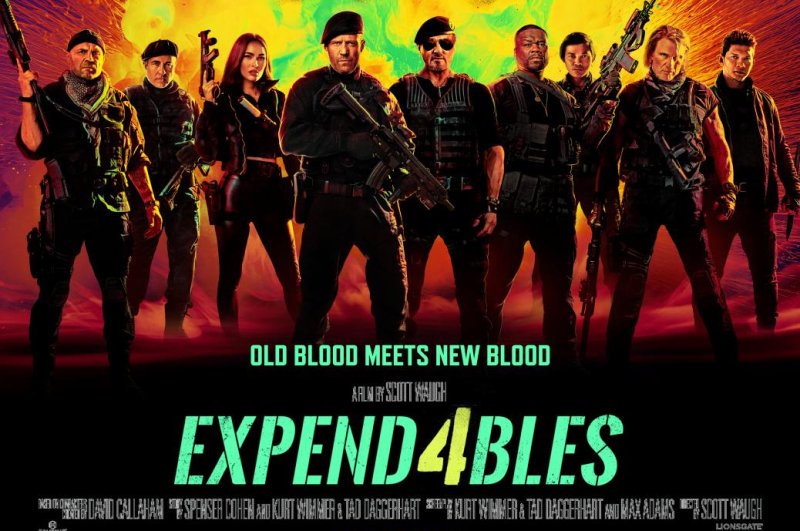 OLD BLOOD MEETS NEW BLOOD
A FILM BY SCOTT WAUGH
EXPEND4BLES
DAVID CALLAHAM SPENSER COHEN AND KURT WIMMER & TAD DAGGERHART KURT WIMMER & TAD DAGGERHART AND MAX ADAMS SCOTT WAUGH
LIONSGATE